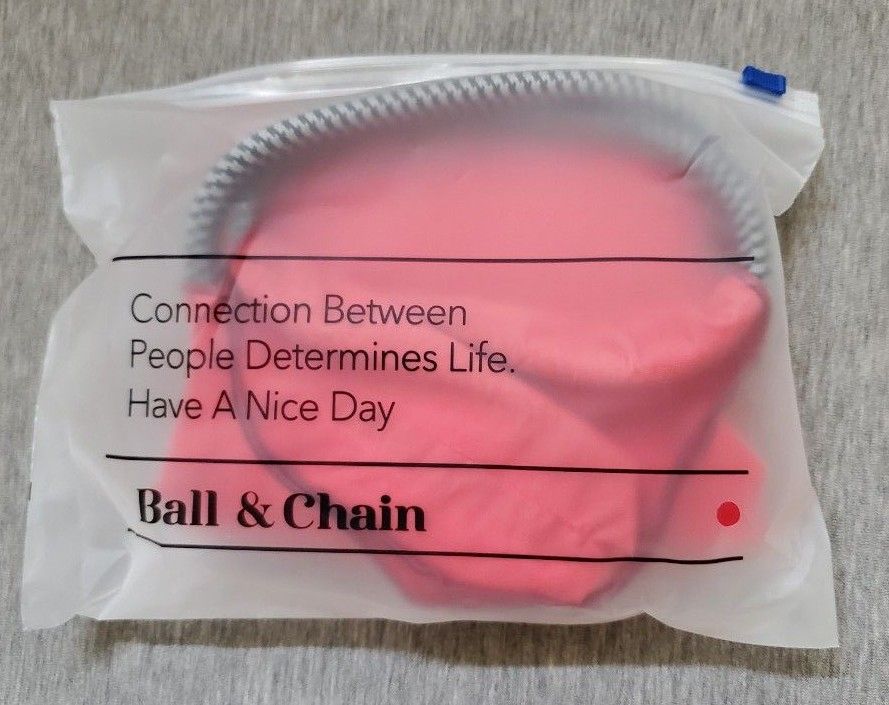 Connection Between
People Determines Life.
Have A Nice Day
Ball & Chain